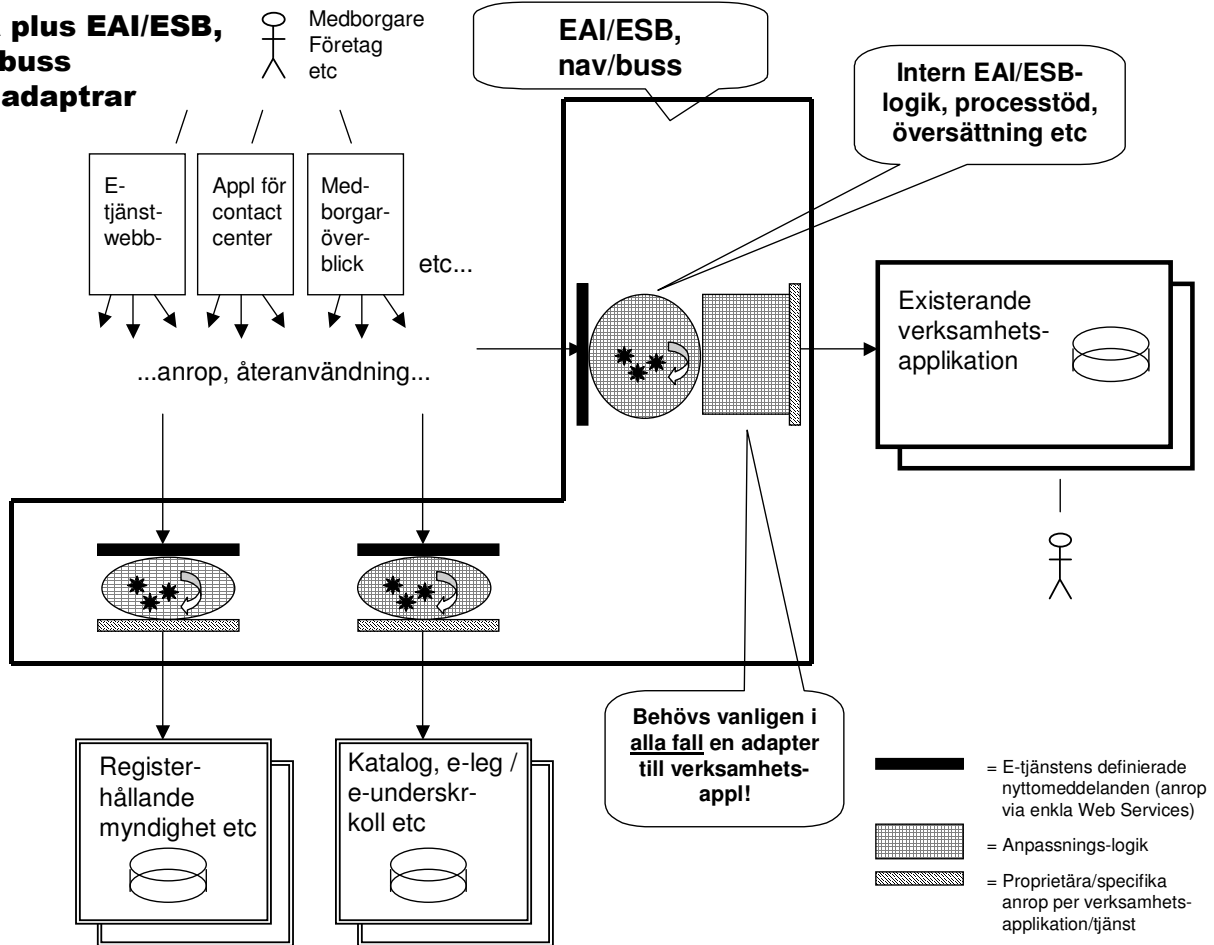 plus EAI/ESB,
buss
adaptrar
Medborgare
Företag
etc
EAI/ESB,
nav/buss
Intern EAI/ESB-
logik, processtöd,
översättning etc
E-
tjänst-
webb-
Appl för
contact
center
Med-
borgar-
över-
blick
etc...
...anrop, återanvändning...
Existerande
verksamhets-
applikation
Behövs vanligen i
alla fall en adapter
till verksamhets-
appl!
Register-
hållande
myndighet etc
Katalog, e-leg /
e-underskr-
koll etc
= E-tjänstens definierade
nyttomeddelanden (anrop
via enkla Web Services)
= Anpassnings-logik
= Proprietära/specifika
anrop per verksamhets-
applikation/tjänst